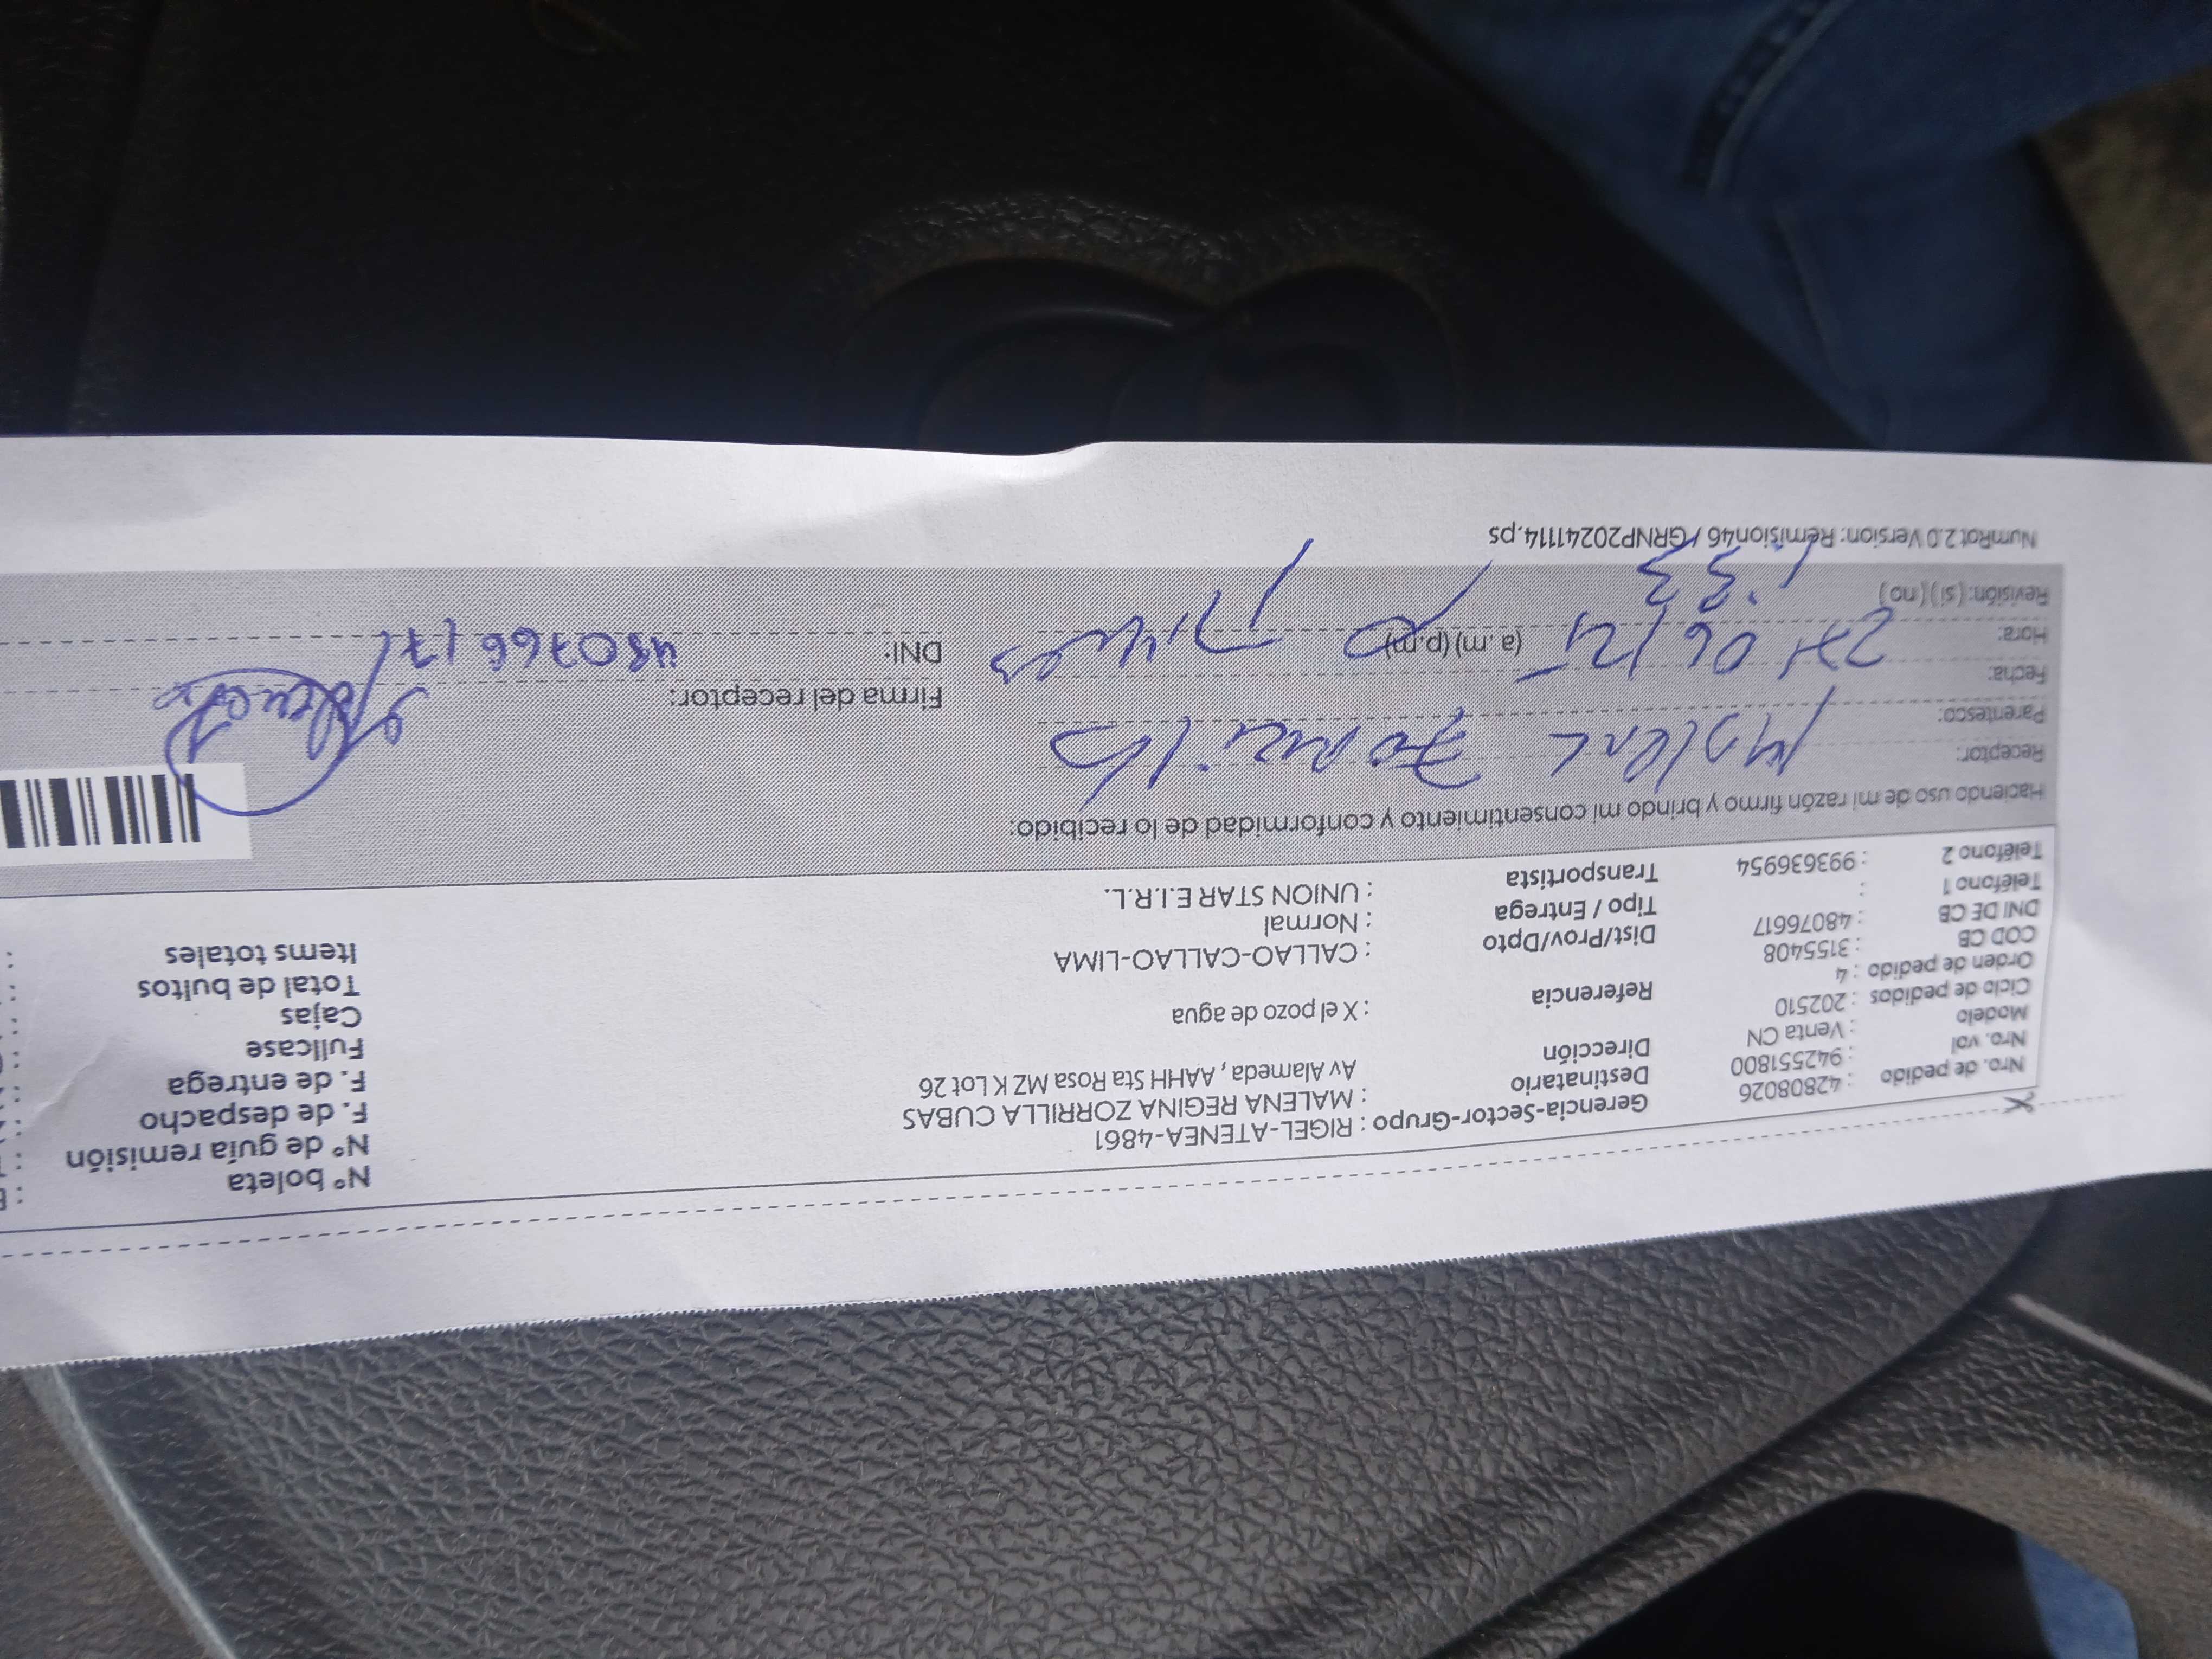 Gerencia-Sector-Grupo : RIGEL-ATENEA-4861
Nro. de pedido : 42808026
Nro. vol : 942551800
Modelo : Venta CN
Ciclo de pedidos : 202510
Orden de pedido : 4
COD CB : 3155408
DNI DE CB : 48076617
Teléfono 1 :
Teléfono 2 : 993636954
Destinatario : MALENA REGINA ZORRILLA CUBAS
Dirección Av Alameda, AAHH Sta Rosa MZ K Lot 26
Referencia : X el pozo de agua
Dist/Prov/Dpto : CALLAO-CALLAO-LIMA
Tipo / Entrega : Normal
Transportista : UNION STAR E.I.R.L.
N° boleta :
N° de guía remisión :
F. de despacho :
F. de entrega :
Fullcase :
Cajas :
Total de bultos :
Items totales :
Haciendo uso de mi razón firmo y brindo mi consentimiento y conformidad de lo recibido:
Receptor: Malena Zorrilla
Parentesco:
Fecha:
Hora: (a.m) (p.m)
Revisión: (si) (no)
Firma del receptor:
DNI: 48076617
NumRot 2.0 Version: Remision46 / GRNP20241114.ps